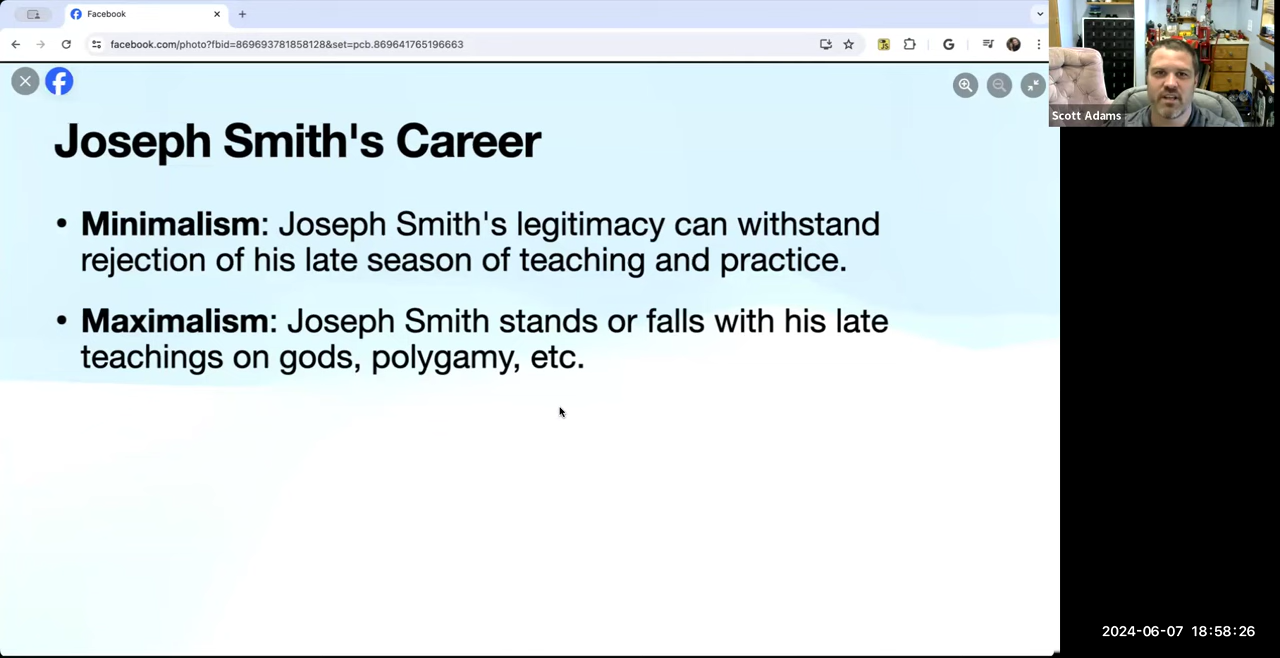 Facebook
facebook.com/photo?fbid=869693781858128&set=pcb.869641765196663
Scott Adams
Joseph Smith's Career
• Minimalism: Joseph Smith's legitimacy can withstand
rejection of his late season of teaching and practice.
• Maximalism: Joseph Smith stands or falls with his late
teachings on gods, polygamy, etc.
2024-06-07 18:58:26